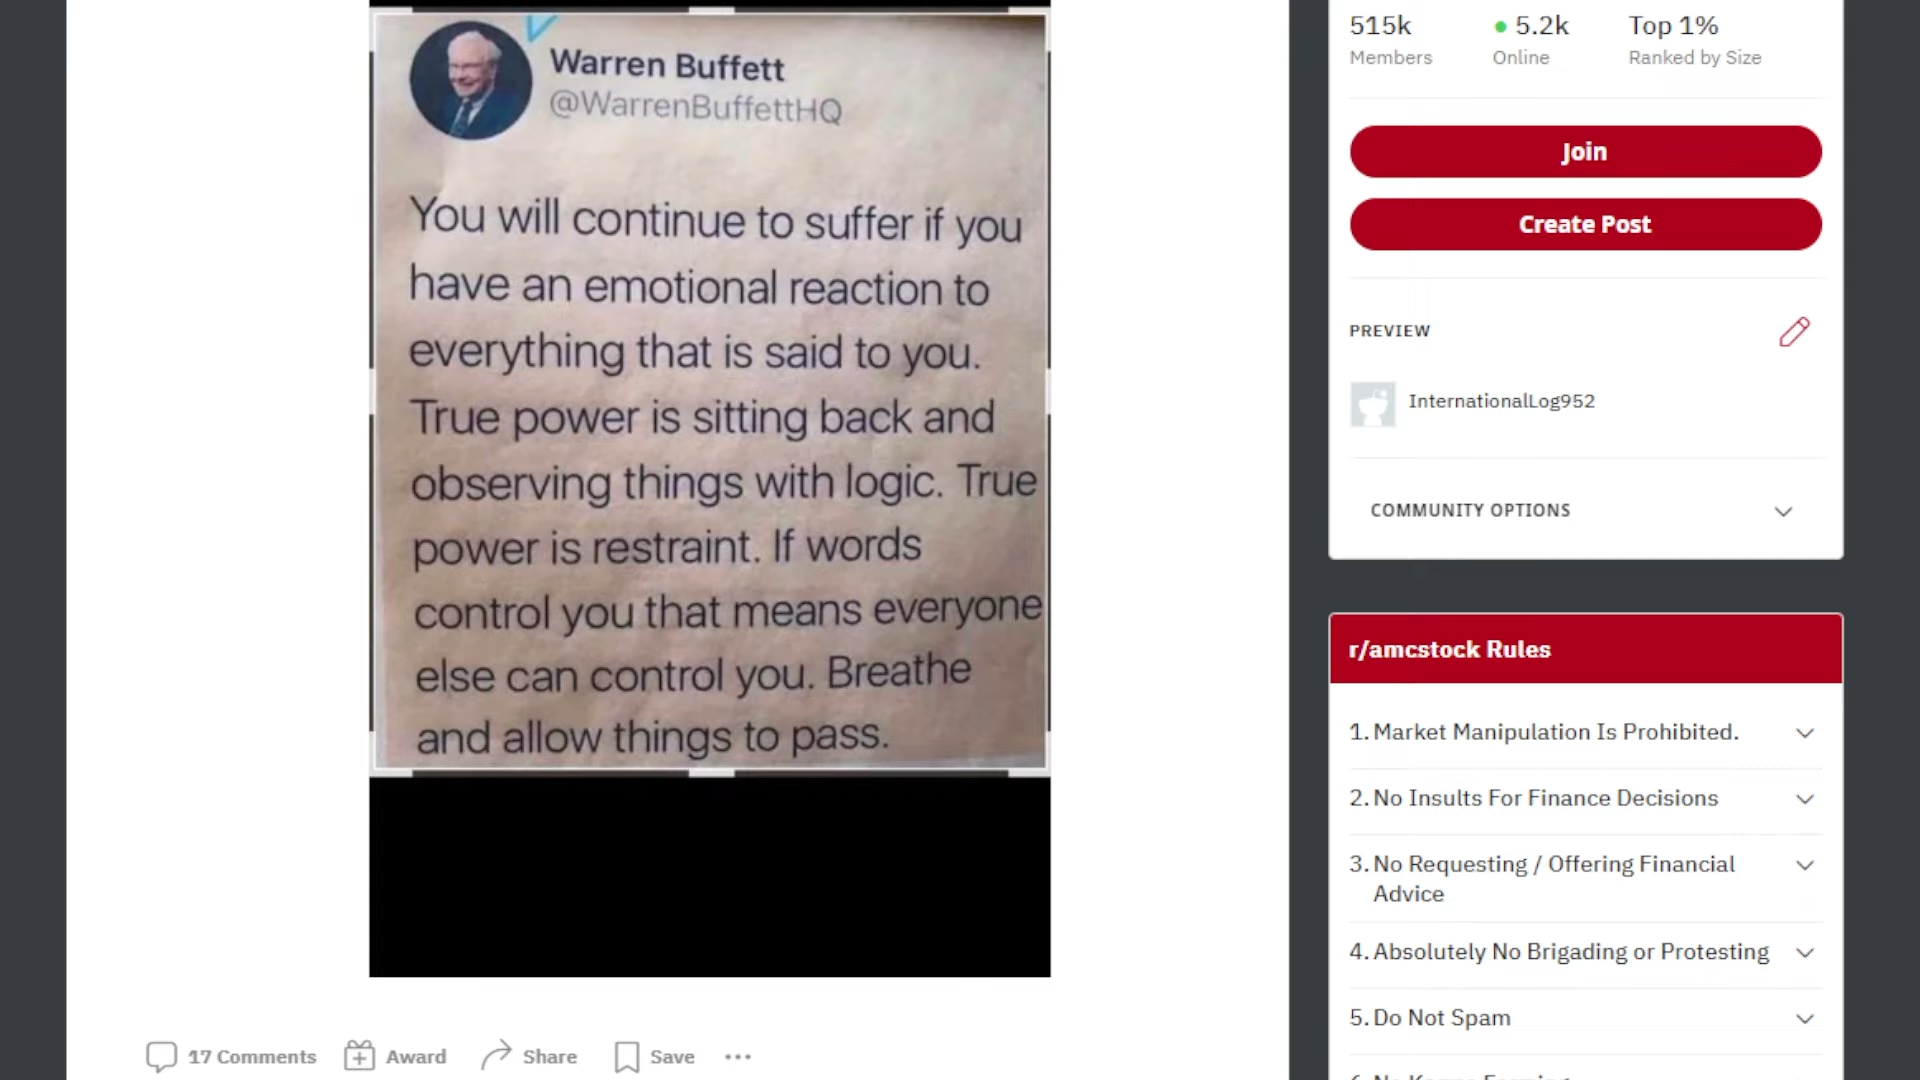 Warren Buffett
@WarrenBuffettHQ
You will continue to suffer if you
have an emotional reaction to
everything that is said to you.
True power is sitting back and
observing things with logic. True
power is restraint. If words
control you that means everyone
else can control you. Breathe
and allow things to pass.
17 Comments
Award
Share
Save
515k
5.2k
Top 1%
Members
Online
Ranked by Size
Join
Create Post
PREVIEW
InternationalLog952
COMMUNITY OPTIONS
r/amcstock Rules
1. Market Manipulation Is Prohibited.
2. No Insults For Finance Decisions
3. No Requesting / Offering Financial
Advice
4. Absolutely No Brigading or Protesting
5. Do Not Spam